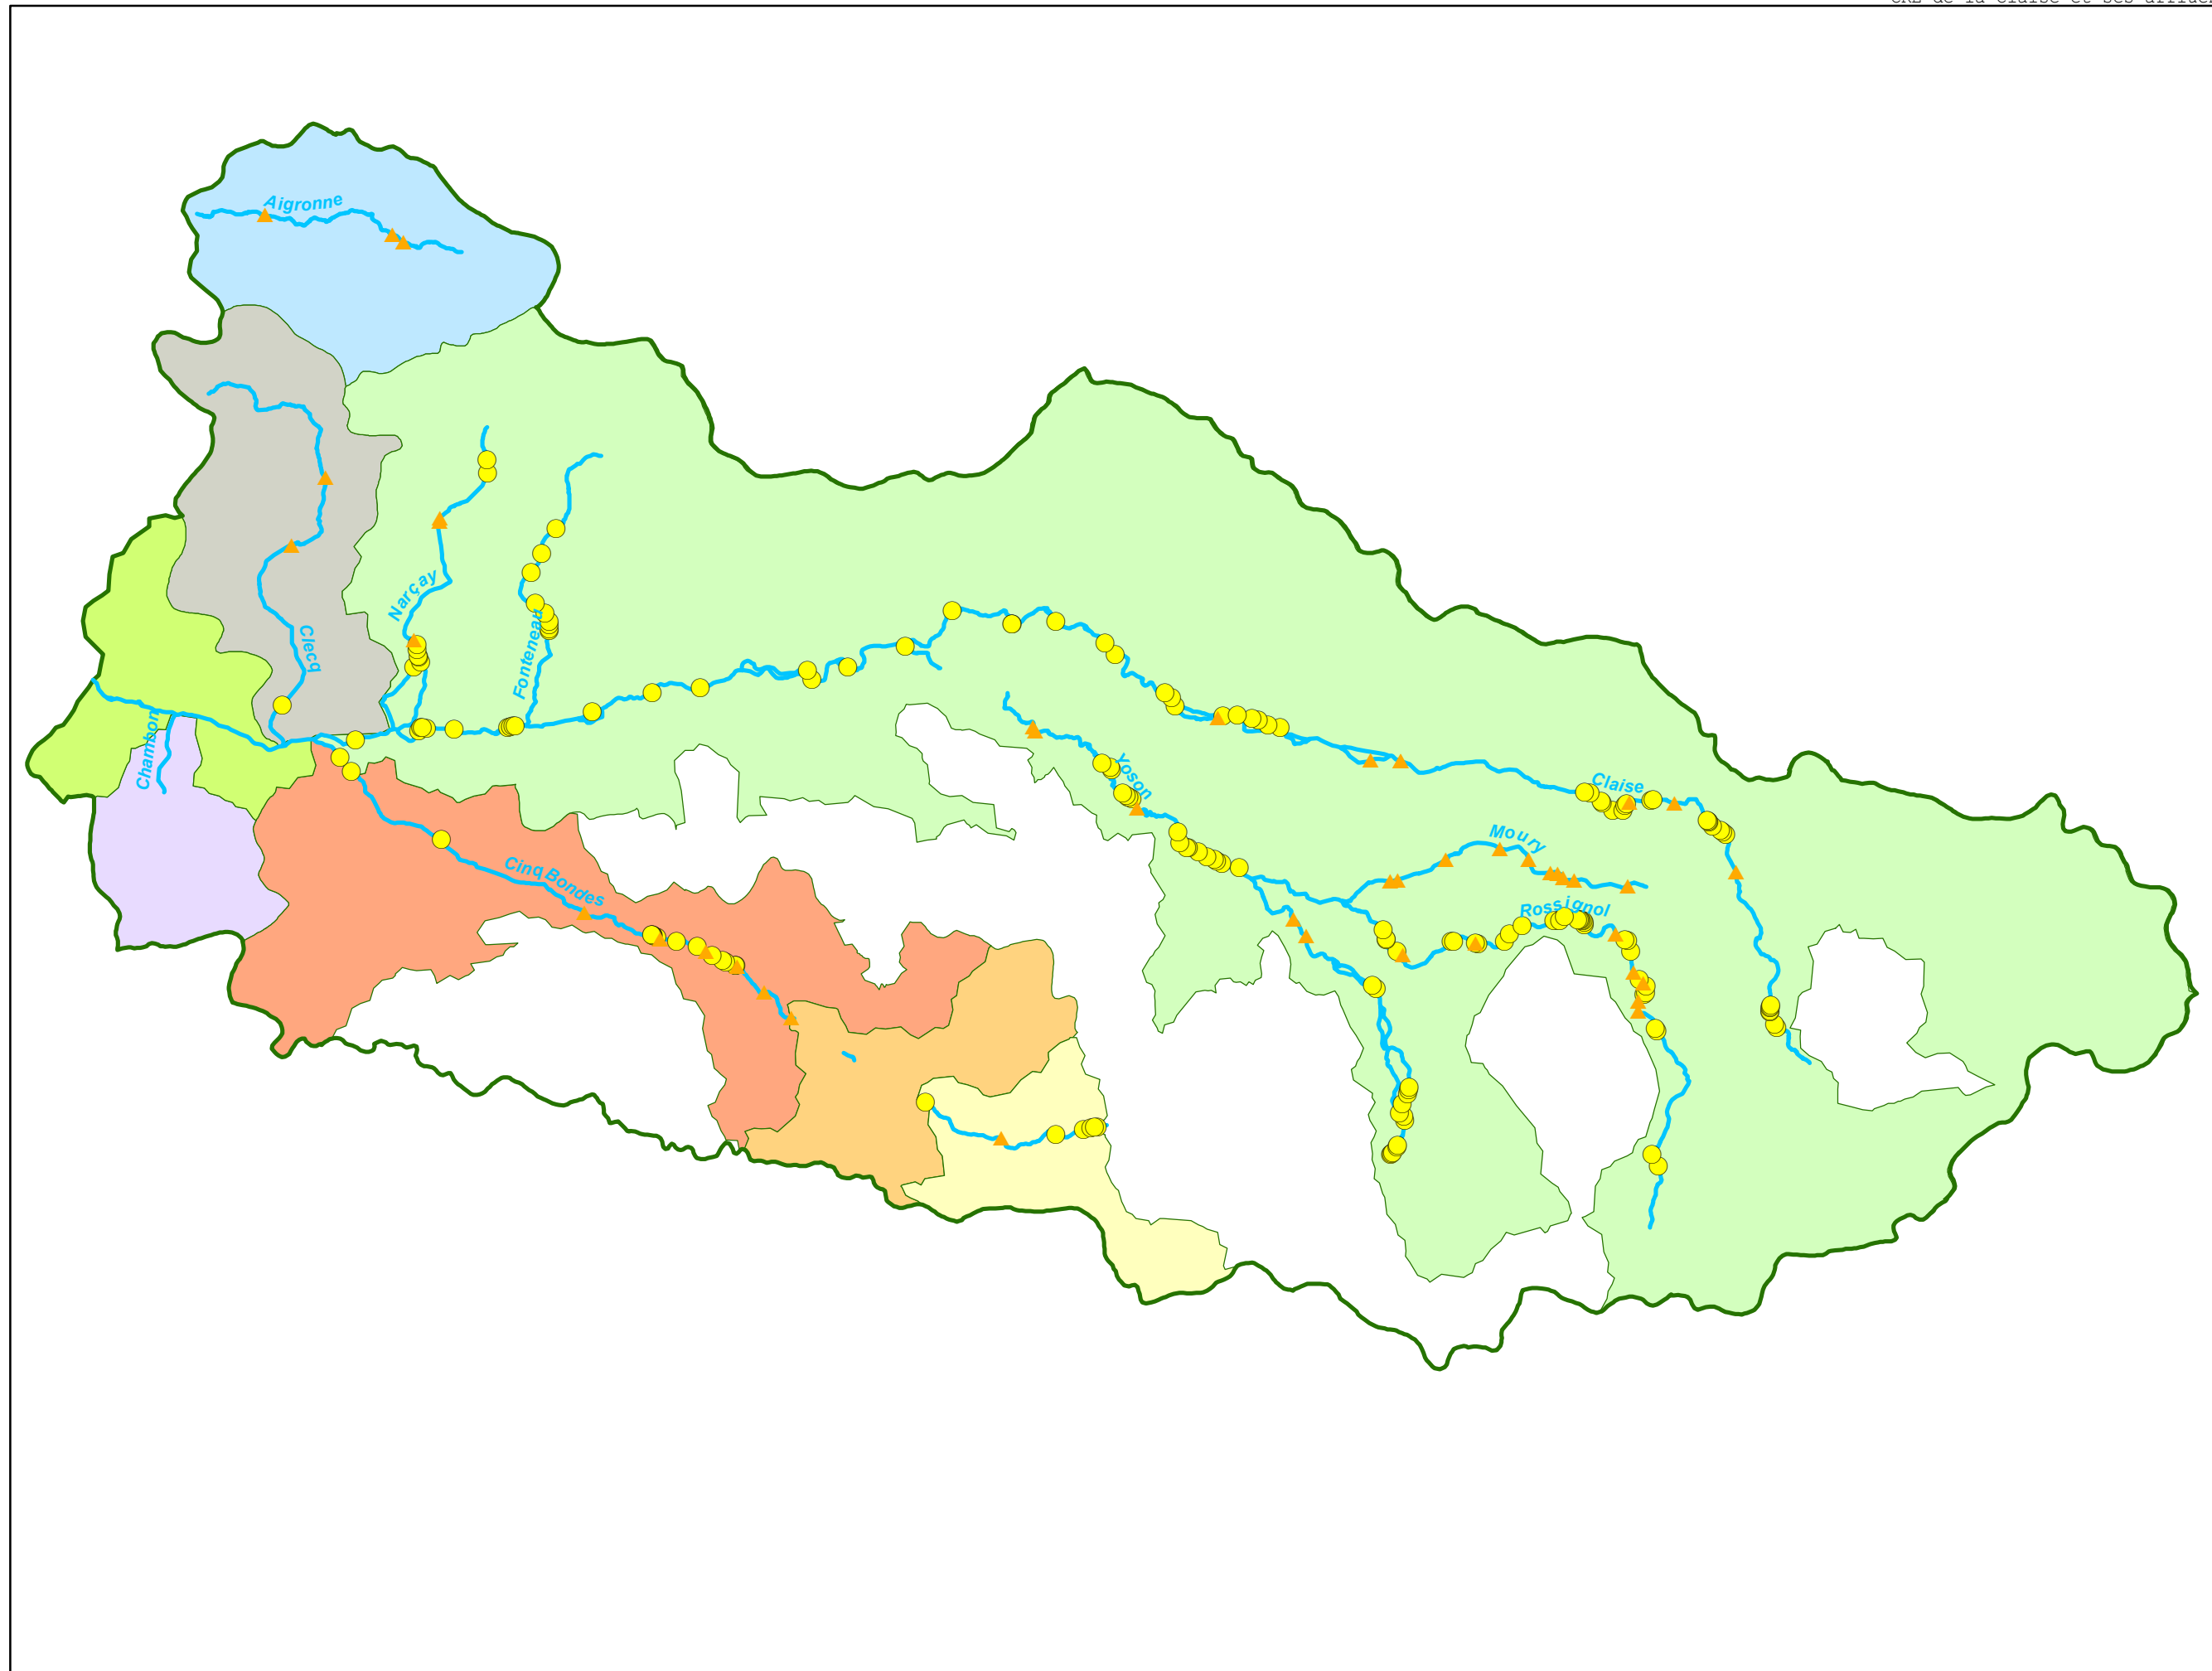 Aigronne
Narçay
Clecq
Fonteneau
Chambon
Yoson
Claise
Moury
Cinq Bondes
Rossignol